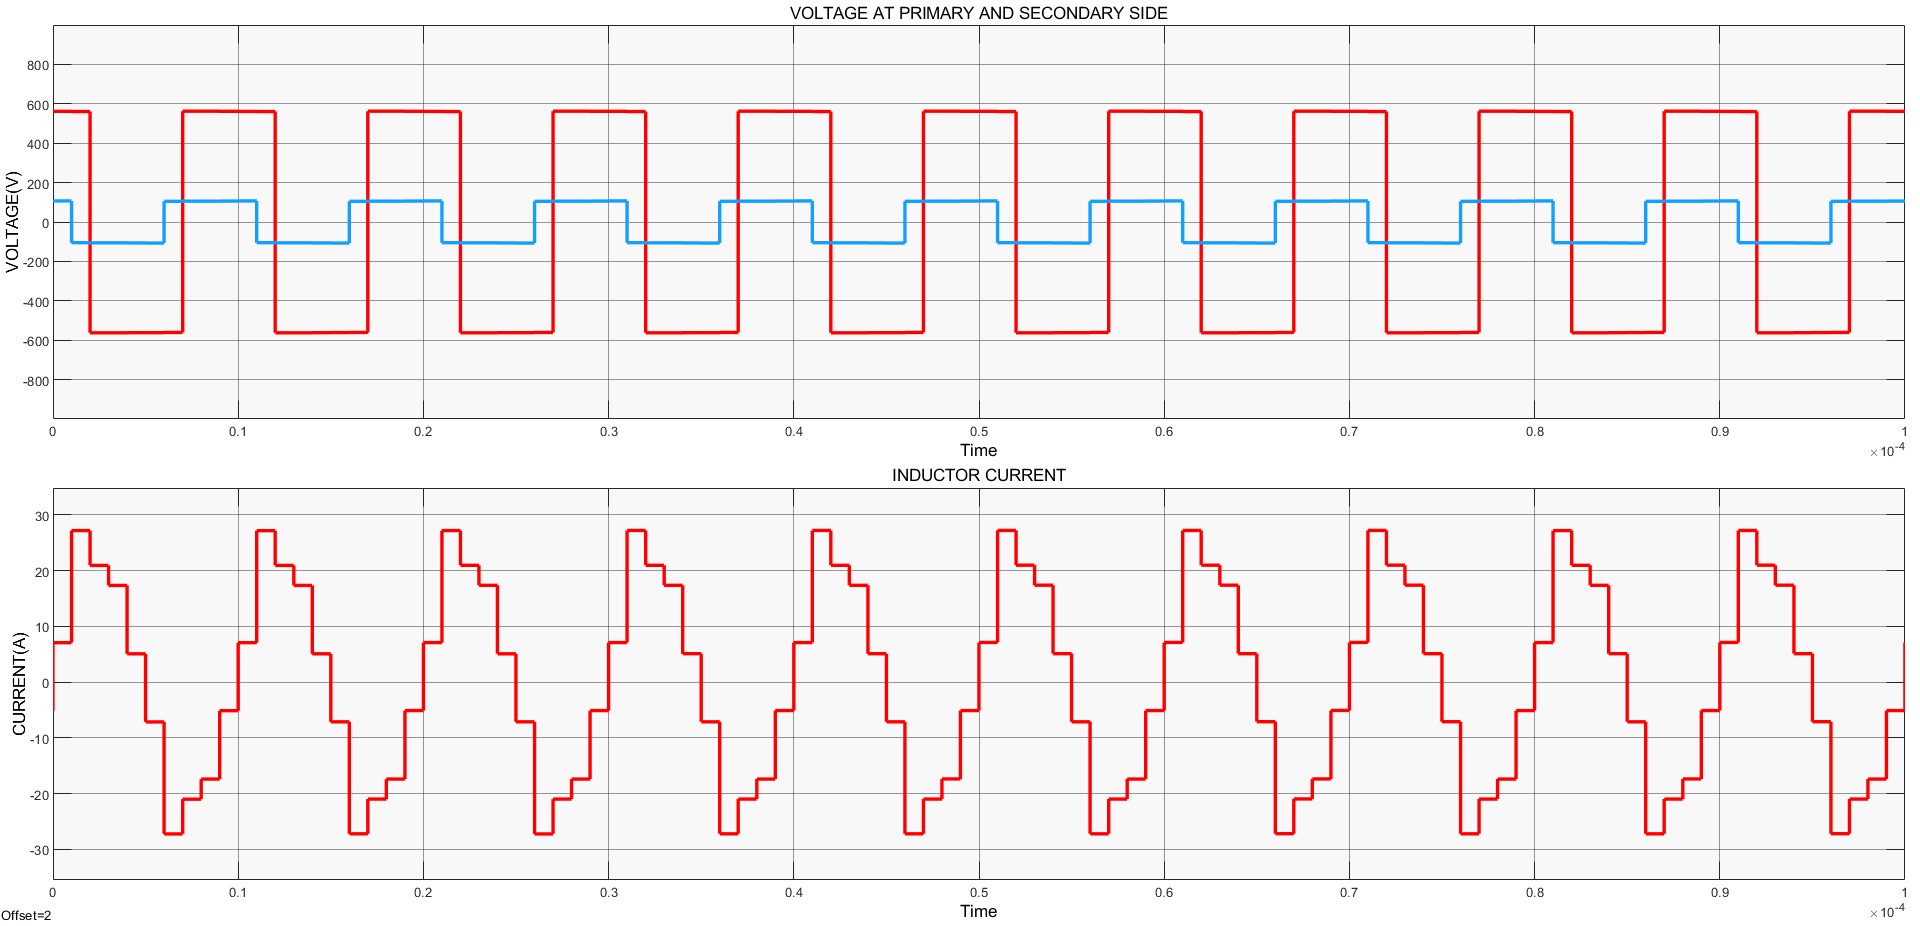 VOLTAGE AT PRIMARY AND SECONDARY SIDE
800
600
400
200
0
-200
-400
-600
-800
VOLTAGE(V)
0 0.1 0.2 0.3 0.4 0.5 0.6 0.7 0.8 0.9 1
Time
×10-4
INDUCTOR CURRENT
30
20
10
0
-10
-20
-30
CURRENT(A)
0 0.1 0.2 0.3 0.4 0.5 0.6 0.7 0.8 0.9 1
Time
×10-4
Offset=2